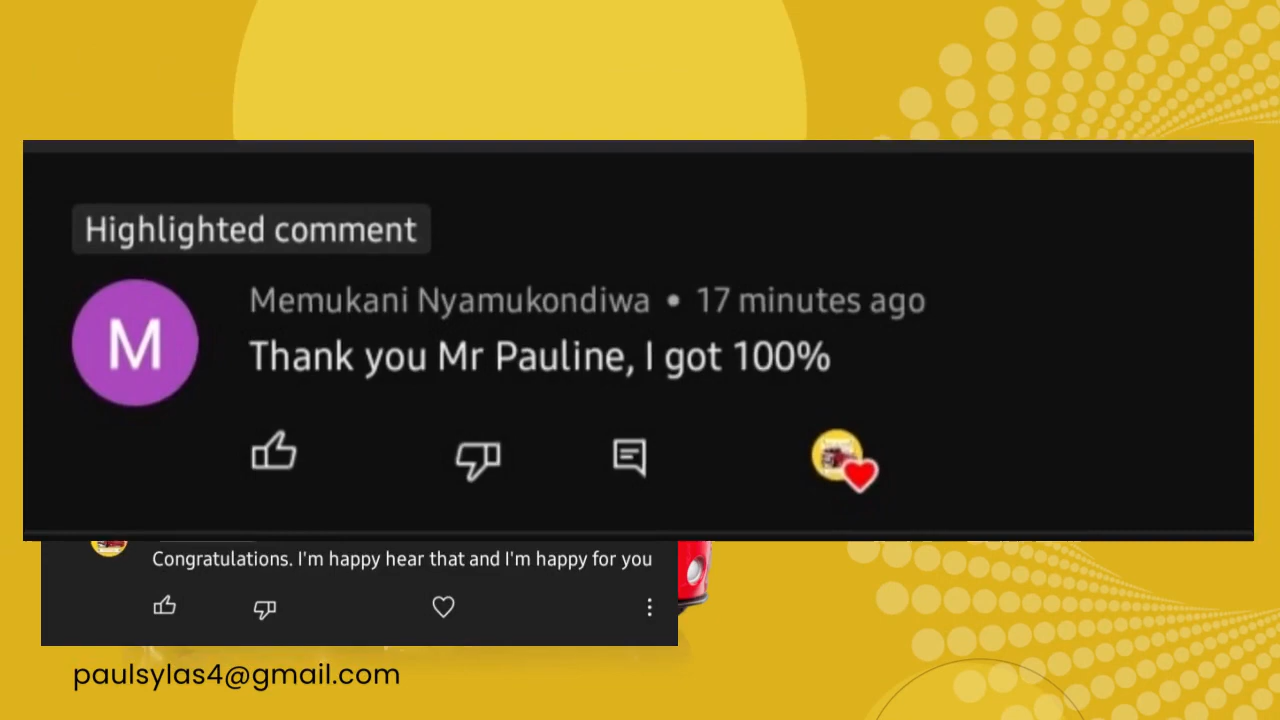 Highlighted comment
M
Memukani Nyamukondiwa • 17 minutes ago
Thank you Mr Pauline, I got 100%
Congratulations. I'm happy hear that and I'm happy for you
paulsylas4@gmail.com